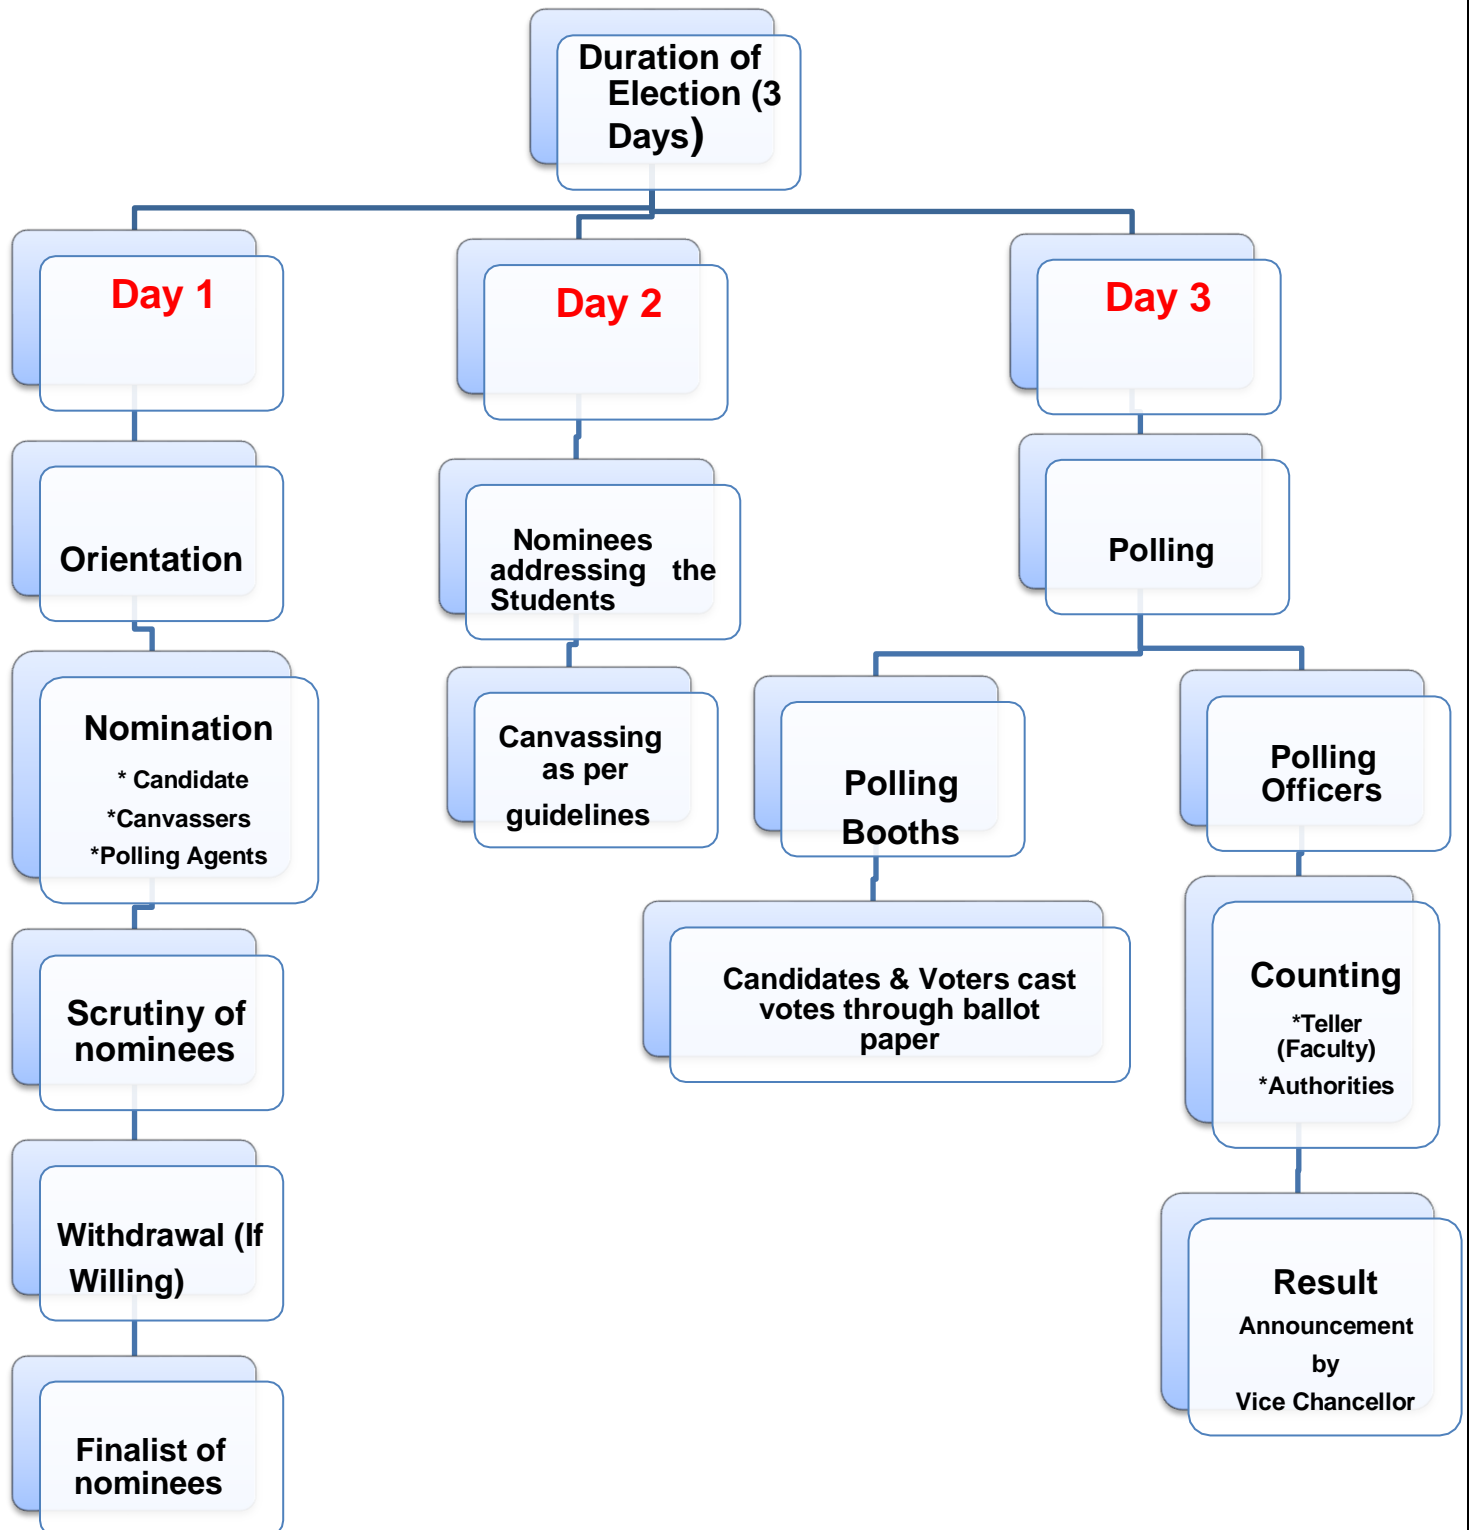 Duration of
Election (3
Days)
Day 1
Day 2
Day 3
Orientation
Nominees
addressing the
Students
Polling
Nomination
* Candidate
*Canvassers
*Polling Agents
Canvassing
as per
guidelines
Polling
Booths
Polling
Officers
Scrutiny of
nominees
Candidates & Voters cast
votes through ballot
paper
Counting
*Teller
(Faculty)
*Authorities
Withdrawal (If
Willing)
Result
Announcement
by
Vice Chancellor
Finalist of
nominees